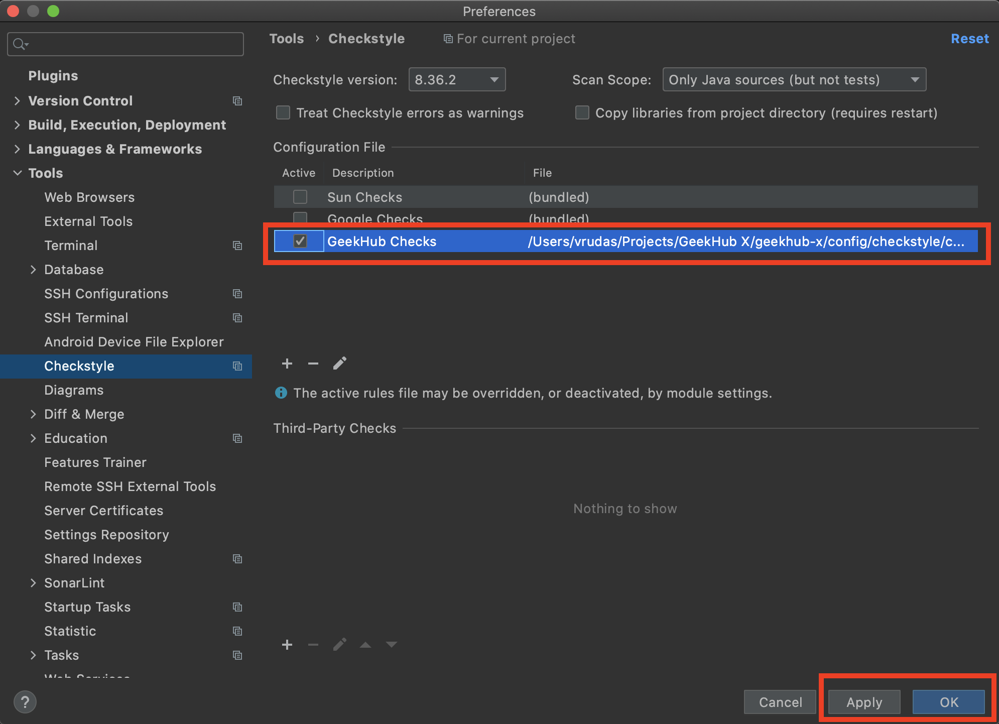 Preferences
Plugins
Version Control
Build, Execution, Deployment
Languages & Frameworks
Tools
Web Browsers
External Tools
Terminal
Database
SSH Configurations
SSH Terminal
Android Device File Explorer
Checkstyle
Diagrams
Diff & Merge
Education
Features Trainer
Remote SSH External Tools
Server Certificates
Settings Repository
Shared Indexes
SonarLint
Startup Tasks
Statistic
Tasks
Web Services
?
Tools › Checkstyle For current project Reset
Checkstyle version: 8.36.2 Scan Scope: Only Java sources (but not tests)
Treat Checkstyle errors as warnings Copy libraries from project directory (requires restart)
Configuration File
Active Description File
Sun Checks (bundled)
Google Checks (bundled)
GeekHub Checks /Users/vrudas/Projects/GeekHub X/geekhub-x/config/checkstyle/c...
The active rules file may be overridden, or deactivated, by module settings.
Third-Party Checks
Nothing to show
Cancel Apply OK